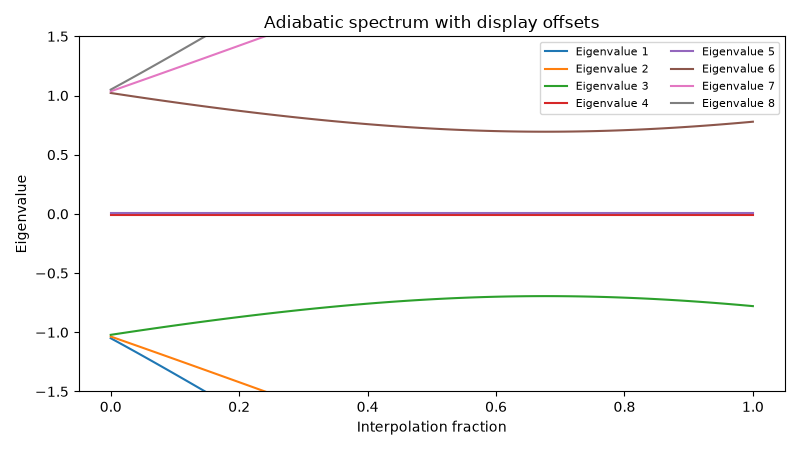 Adiabatic spectrum with display offsets
Eigenvalue
1.5
1.0
0.5
0.0
−0.5
−1.0
−1.5
Eigenvalue 1
Eigenvalue 2
Eigenvalue 3
Eigenvalue 4
Eigenvalue 5
Eigenvalue 6
Eigenvalue 7
Eigenvalue 8
0.0 0.2 0.4 0.6 0.8 1.0
Interpolation fraction